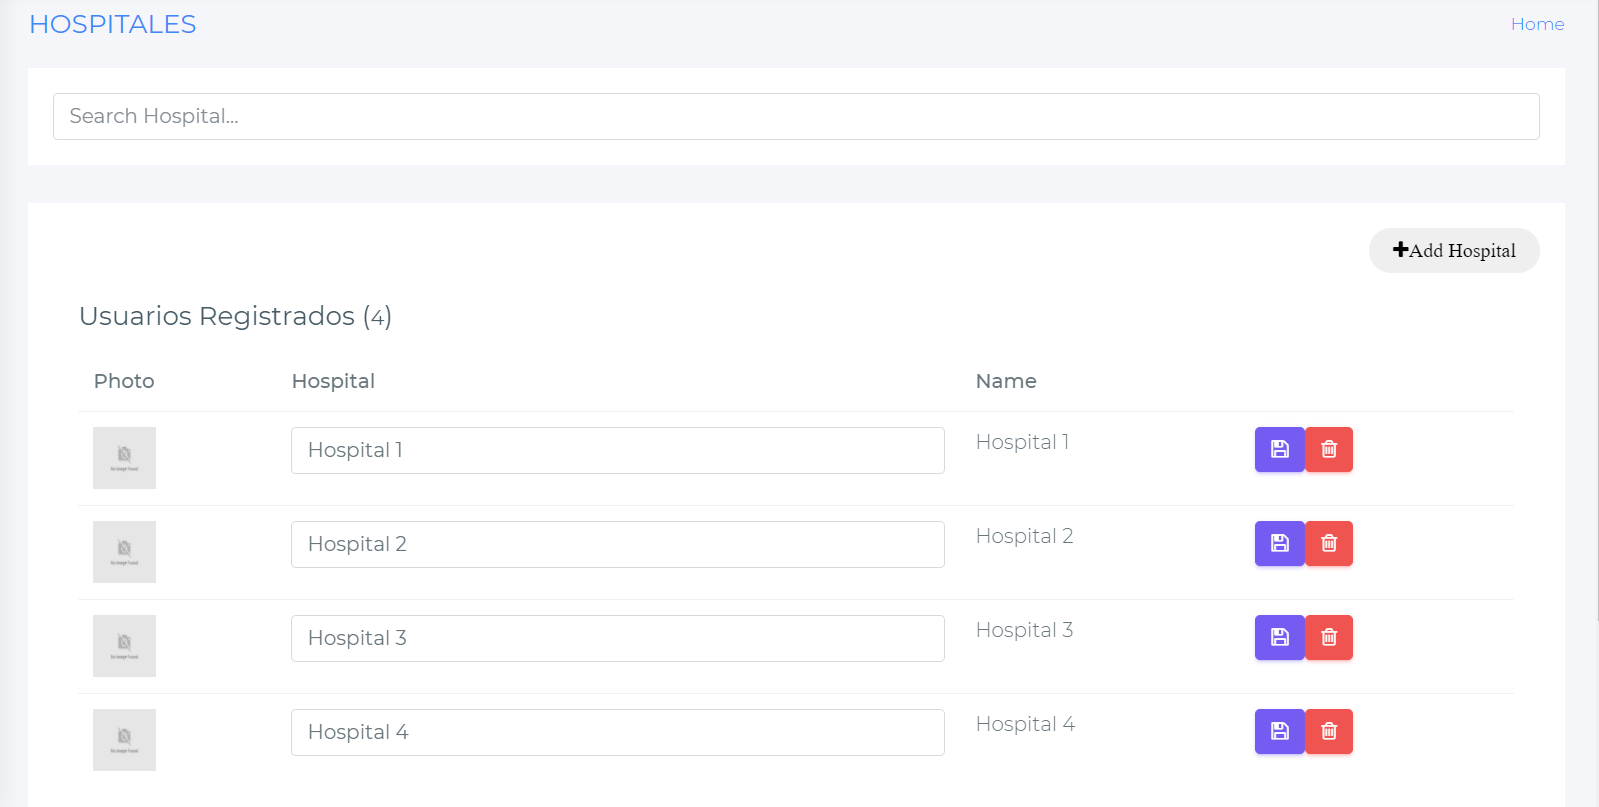 HOSPITALES
Home
Search Hospital...
Add Hospital
Usuarios Registrados (4)
Photo Hospital Name
Hospital 1 Hospital 1
Hospital 2 Hospital 2
Hospital 3 Hospital 3
Hospital 4 Hospital 4